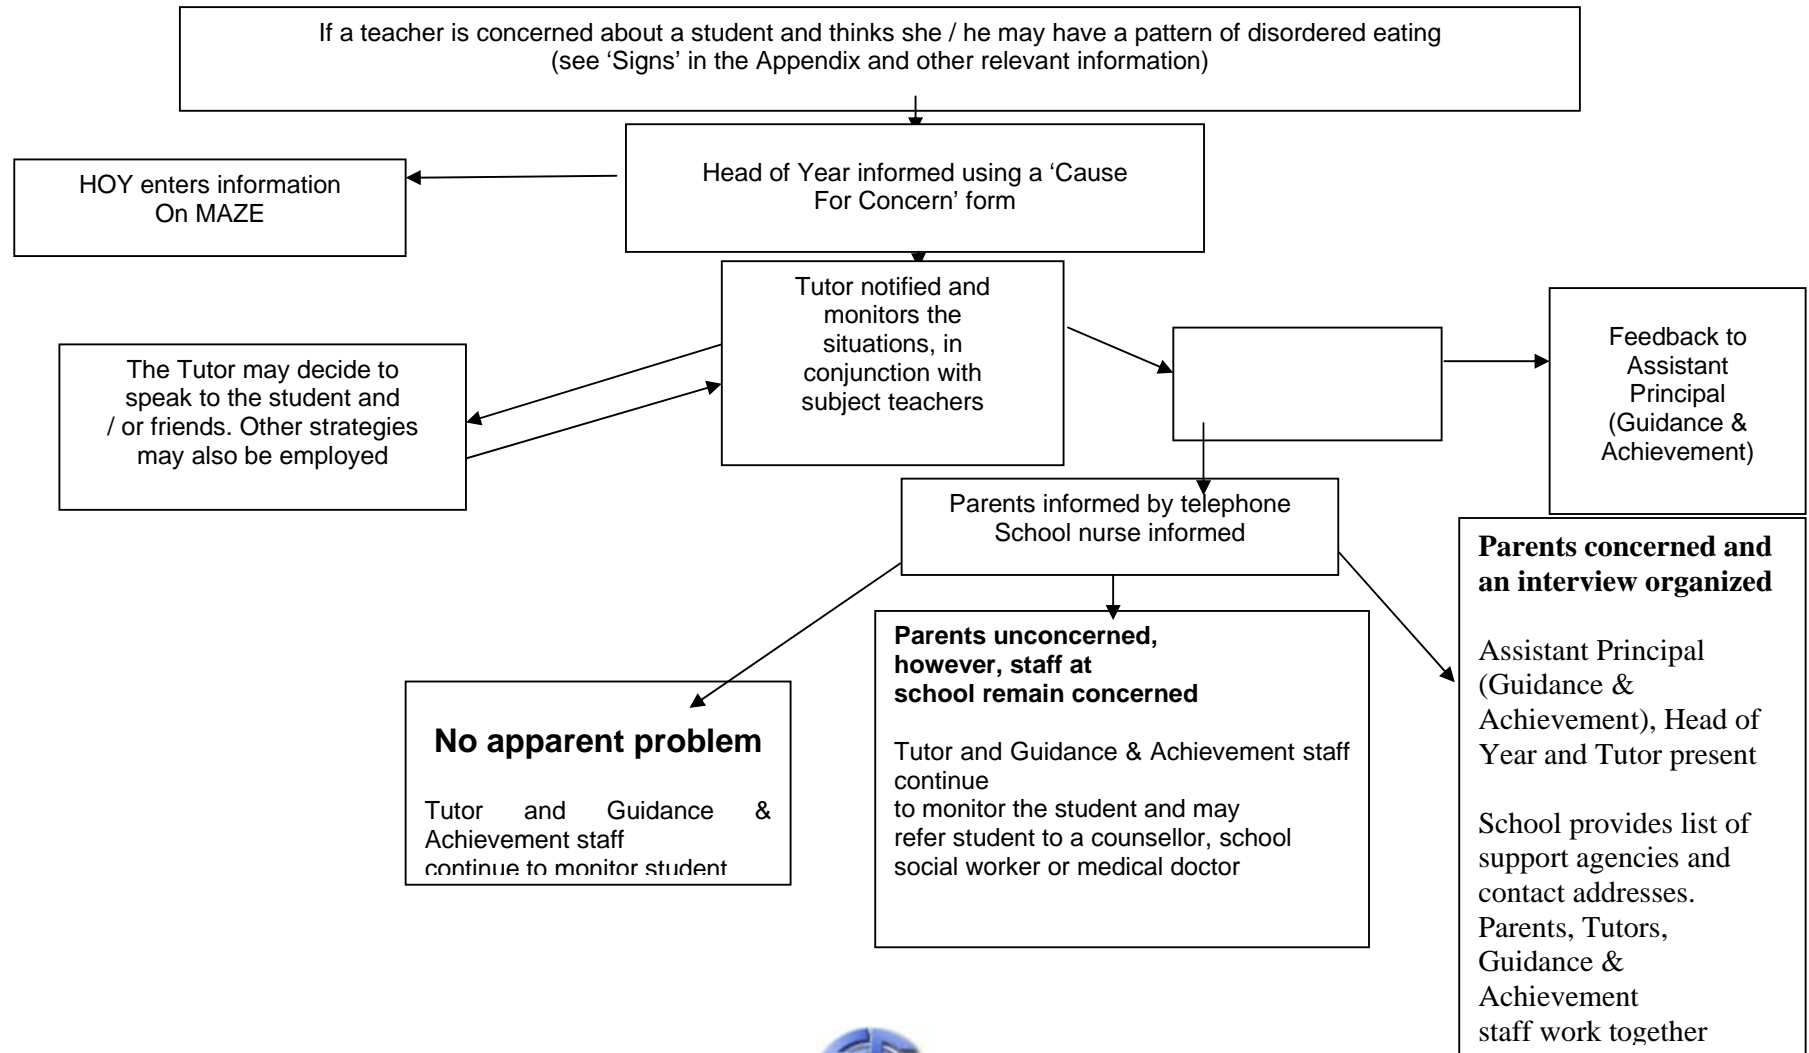 If a teacher is concerned about a student and thinks she / he may have a pattern of disordered eating
(see ‘Signs’ in the Appendix and other relevant information)
Head of Year informed using a ‘Cause
For Concern’ form
HOY enters information
On MAZE
Tutor notified and
monitors the
situations, in
conjunction with
subject teachers
The Tutor may decide to
speak to the student and
/ or friends. Other strategies
may also be employed
Feedback to
Assistant
Principal
(Guidance &
Achievement)
Parents informed by telephone
School nurse informed
No apparent problem
Tutor and Guidance &
Achievement staff
continue to monitor student
Parents unconcerned,
however, staff at
school remain concerned
Tutor and Guidance & Achievement staff
continue
to monitor the student and may
refer student to a counsellor, school
social worker or medical doctor
Parents concerned and
an interview organized
Assistant Principal
(Guidance &
Achievement), Head of
Year and Tutor present
School provides list of
support agencies and
contact addresses.
Parents, Tutors,
Guidance &
Achievement
staff work together